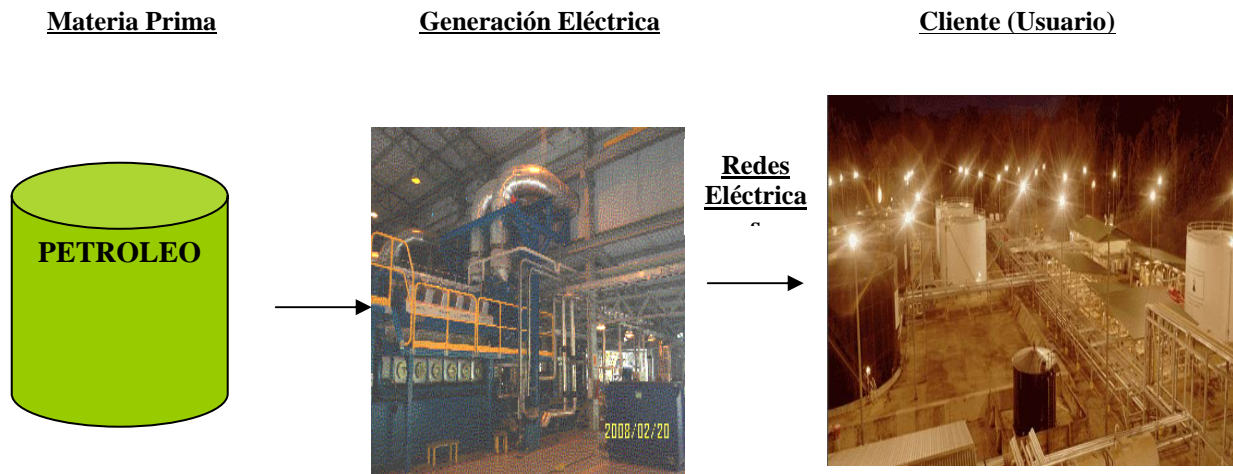 Materia Prima
Generación Eléctrica
Cliente (Usuario)
PETROLEO
Redes
Eléctrica
2008/02/20